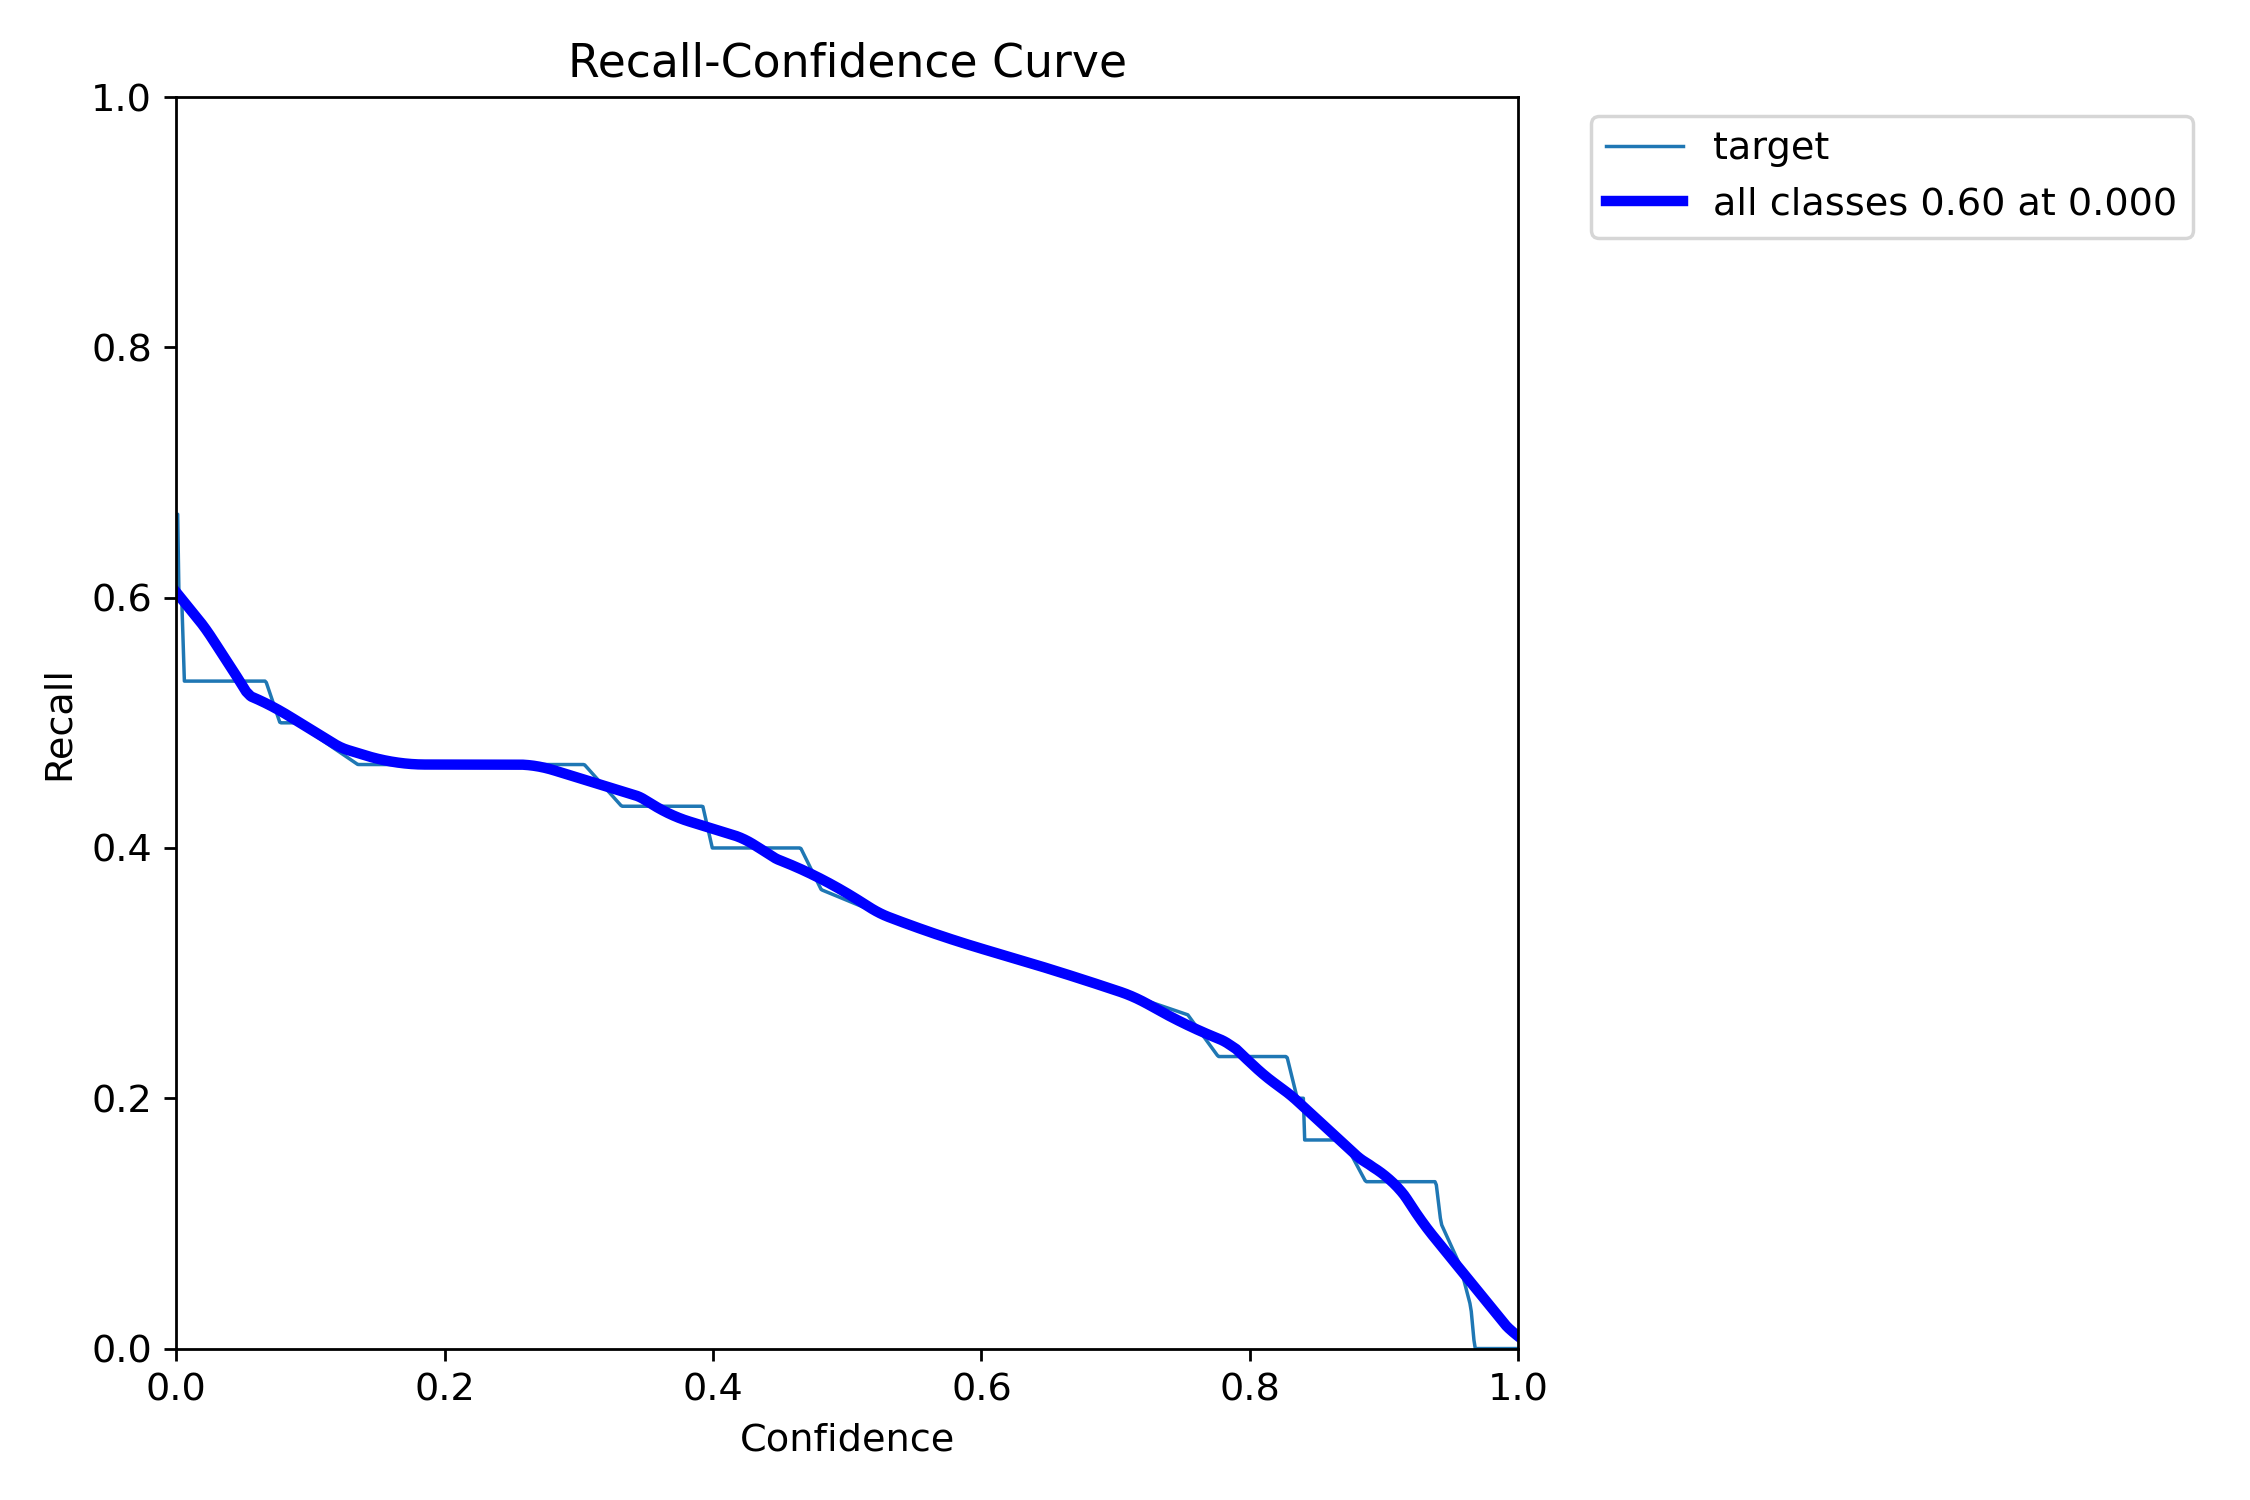 Recall-Confidence Curve
1.0
0.8
0.6
0.4
0.2
0.0
Recall
0.0 0.2 0.4 0.6 0.8 1.0
Confidence
target
all classes 0.60 at 0.000